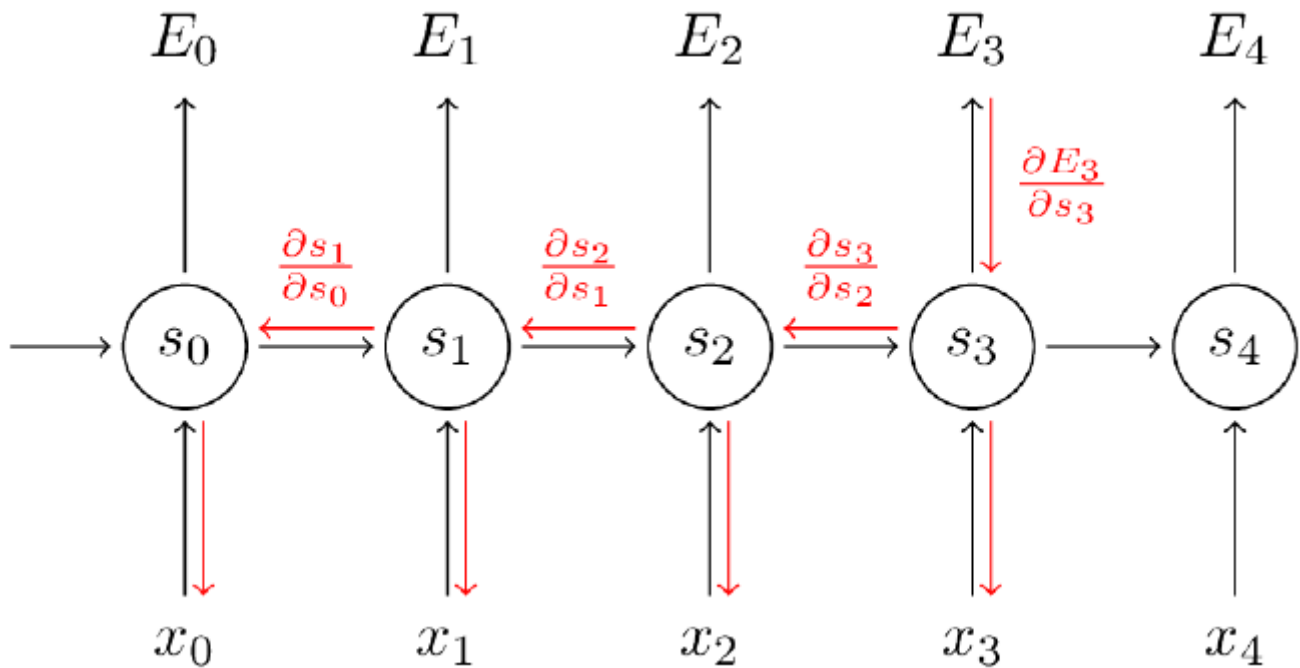 E₀ E₁ E₂ E₃ E₄
∂E₃/∂s₃
∂s₁/∂s₀ ∂s₂/∂s₁ ∂s₃/∂s₂
s₀ s₁ s₂ s₃ s₄
x₀ x₁ x₂ x₃ x₄